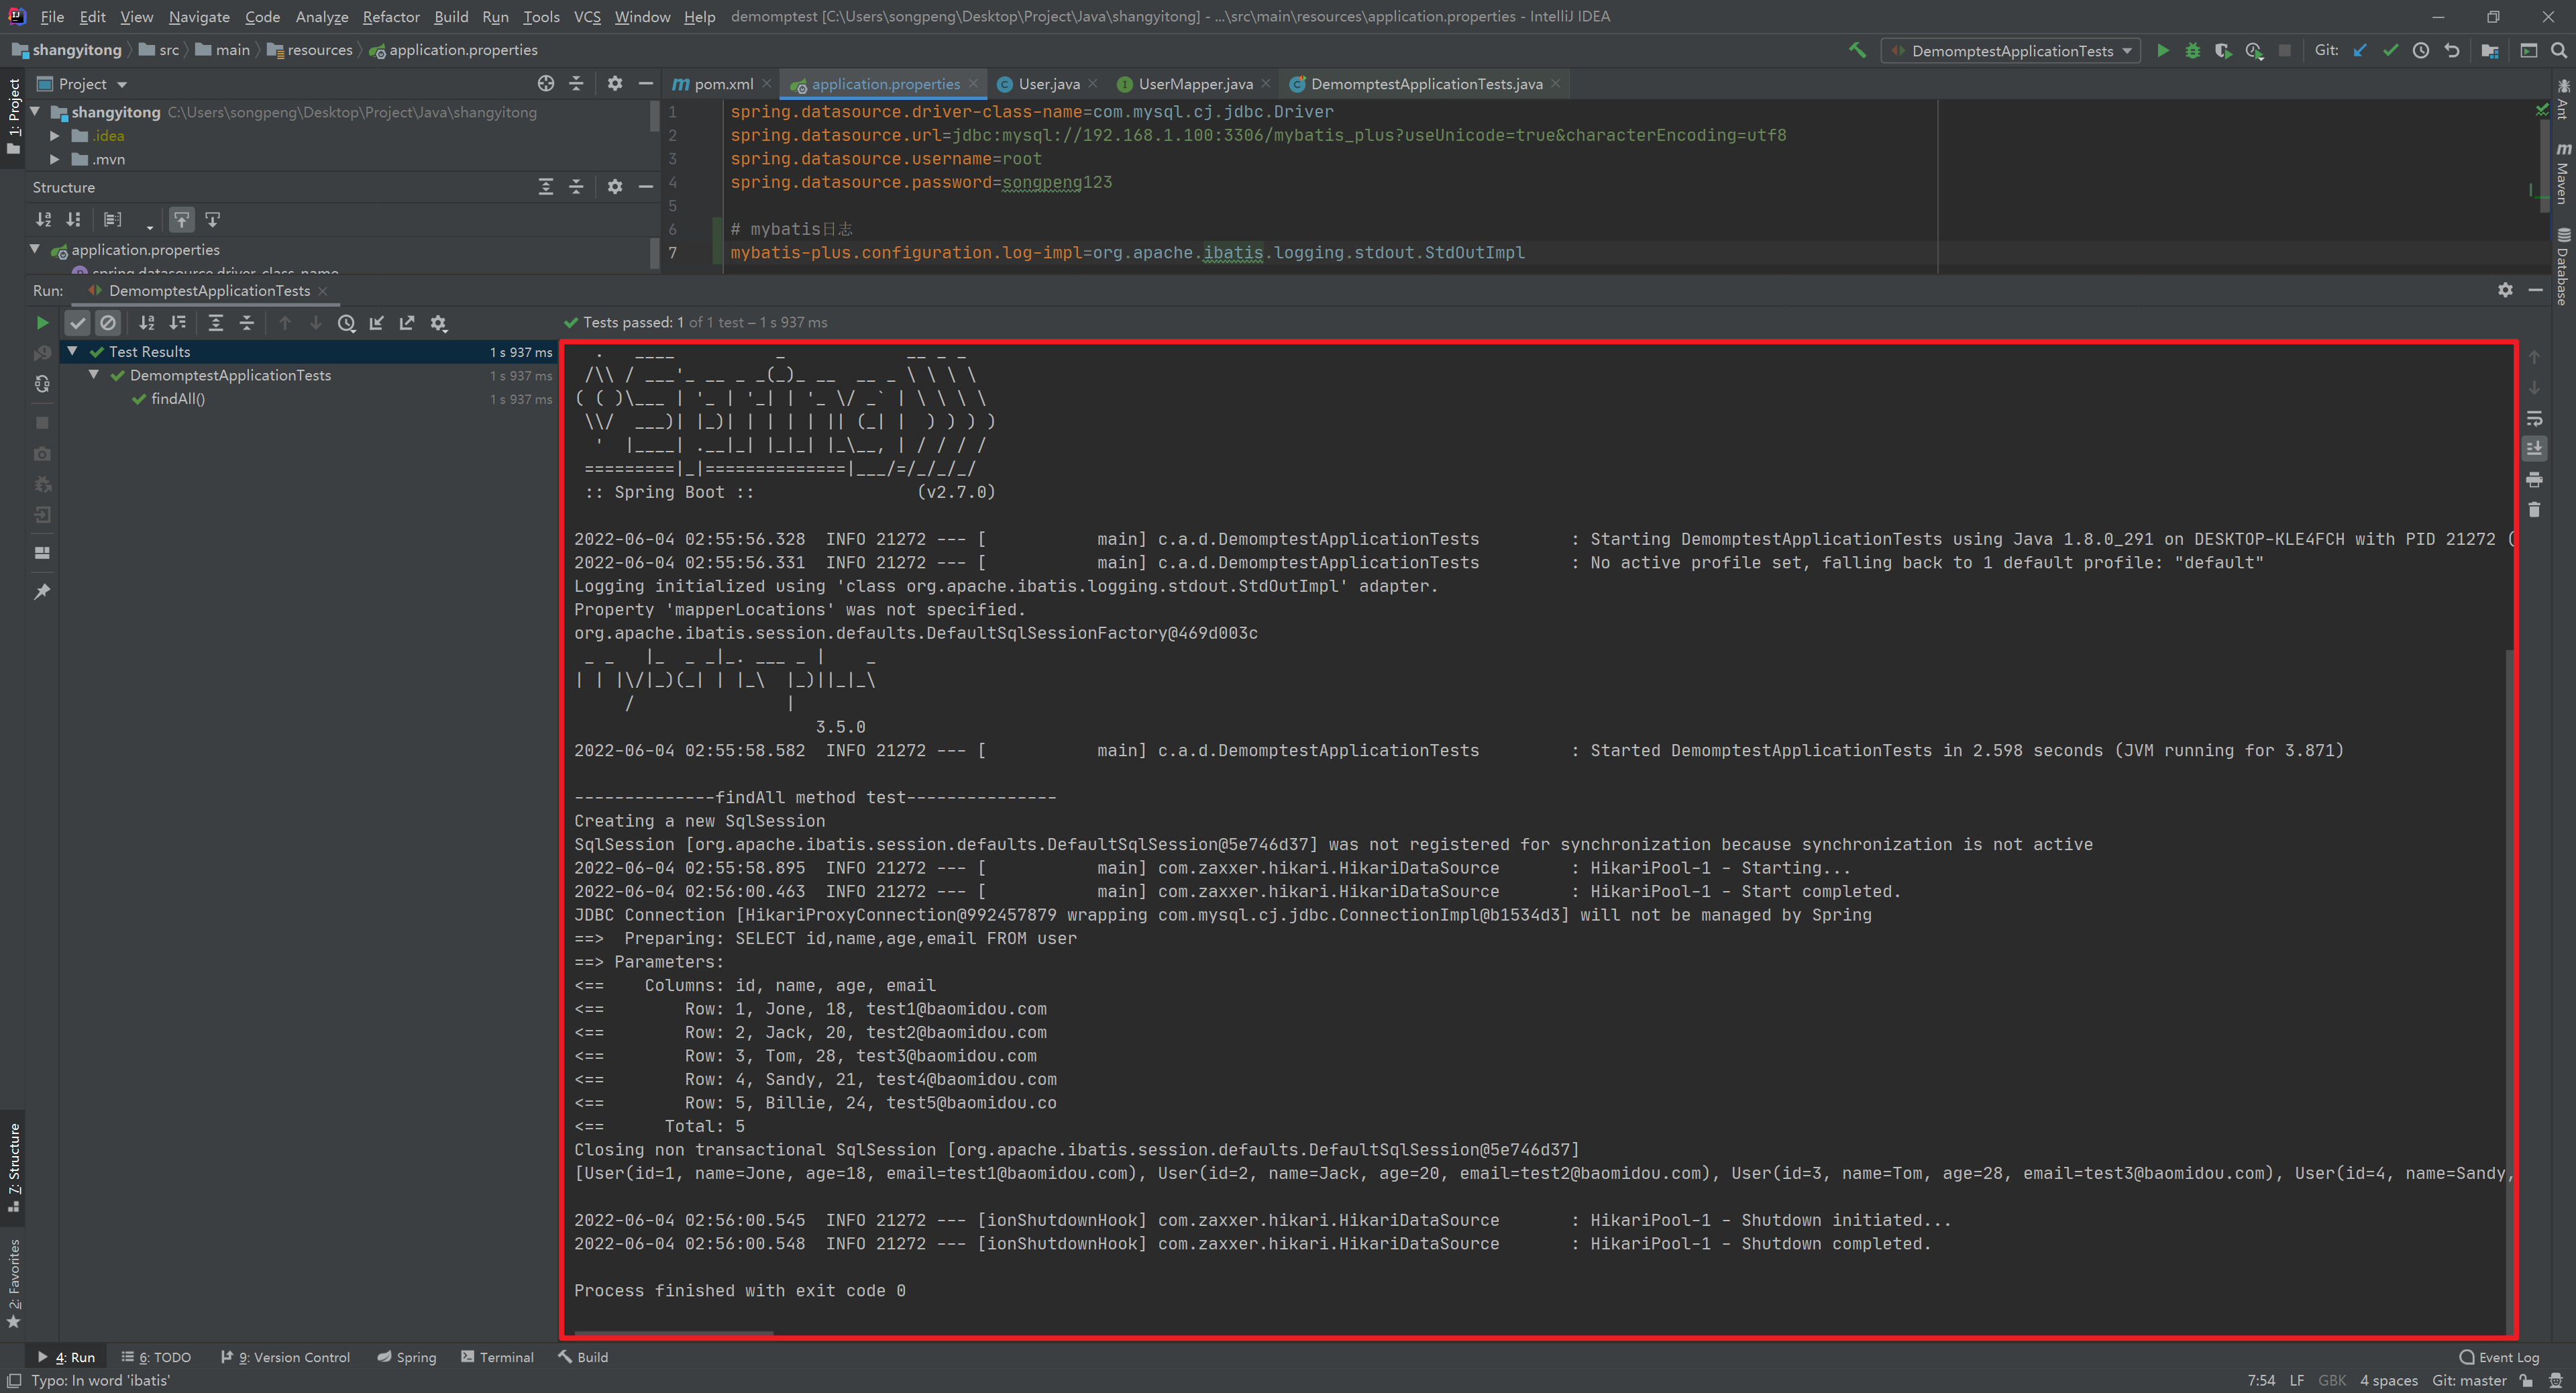 File Edit View Navigate Code Analyze Refactor Build Run Tools VCS Window Help demomptest [C:\Users\songpeng\Desktop\Project\Java\shangyitong] - ...\src\main\resources\application.properties - IntelliJ IDEA
shangyitong src main resources application.properties DemomptestApplicationTests Git:
1: Project Project pom.xml application.properties User.java UserMapper.java DemomptestApplicationTests.java
shangyitong C:\Users\songpeng\Desktop\Project\Java\shangyitong
.idea
.mvn
Structure
application.properties
spring.datasource.driver-class-name
1 spring.datasource.driver-class-name=com.mysql.cj.jdbc.Driver
2 spring.datasource.url=jdbc:mysql://192.168.1.100:3306/mybatis_plus?useUnicode=true&characterEncoding=utf8
3 spring.datasource.username=root
4 spring.datasource.password=songpeng123
5
6 # mybatis日志
7 mybatis-plus.configuration.log-impl=org.apache.ibatis.logging.stdout.StdOutImpl
Ant
Maven
Database
Run: DemomptestApplicationTests
Tests passed: 1 of 1 test – 1 s 937 ms
Test Results 1 s 937 ms
DemomptestApplicationTests 1 s 937 ms
findAll() 1 s 937 ms
:: Spring Boot :: (v2.7.0)
2022-06-04 02:55:56.328  INFO 21272 --- [           main] c.a.d.DemomptestApplicationTests         : Starting DemomptestApplicationTests using Java 1.8.0_291 on DESKTOP-KLE4FCH with PID 21272 (
2022-06-04 02:55:56.331  INFO 21272 --- [           main] c.a.d.DemomptestApplicationTests         : No active profile set, falling back to 1 default profile: "default"
Logging initialized using 'class org.apache.ibatis.logging.stdout.StdOutImpl' adapter.
Property 'mapperLocations' was not specified.
org.apache.ibatis.session.defaults.DefaultSqlSessionFactory@469d003c
3.5.0
2022-06-04 02:55:58.582  INFO 21272 --- [           main] c.a.d.DemomptestApplicationTests         : Started DemomptestApplicationTests in 2.598 seconds (JVM running for 3.871)
--------------findAll method test---------------
Creating a new SqlSession
SqlSession [org.apache.ibatis.session.defaults.DefaultSqlSession@5e746d37] was not registered for synchronization because synchronization is not active
2022-06-04 02:55:58.895  INFO 21272 --- [           main] com.zaxxer.hikari.HikariDataSource       : HikariPool-1 - Starting...
2022-06-04 02:56:00.463  INFO 21272 --- [           main] com.zaxxer.hikari.HikariDataSource       : HikariPool-1 - Start completed.
JDBC Connection [HikariProxyConnection@992457879 wrapping com.mysql.cj.jdbc.ConnectionImpl@b1534d3] will not be managed by Spring
==>  Preparing: SELECT id,name,age,email FROM user
==> Parameters:
<==    Columns: id, name, age, email
<==        Row: 1, Jone, 18, test1@baomidou.com
<==        Row: 2, Jack, 20, test2@baomidou.com
<==        Row: 3, Tom, 28, test3@baomidou.com
<==        Row: 4, Sandy, 21, test4@baomidou.com
<==        Row: 5, Billie, 24, test5@baomidou.co
<==      Total: 5
Closing non transactional SqlSession [org.apache.ibatis.session.defaults.DefaultSqlSession@5e746d37]
[User(id=1, name=Jone, age=18, email=test1@baomidou.com), User(id=2, name=Jack, age=20, email=test2@baomidou.com), User(id=3, name=Tom, age=28, email=test3@baomidou.com), User(id=4, name=Sandy,
2022-06-04 02:56:00.545  INFO 21272 --- [ionShutdownHook] com.zaxxer.hikari.HikariDataSource       : HikariPool-1 - Shutdown initiated...
2022-06-04 02:56:00.548  INFO 21272 --- [ionShutdownHook] com.zaxxer.hikari.HikariDataSource       : HikariPool-1 - Shutdown completed.
Process finished with exit code 0
7: Structure
2: Favorites
4: Run 6: TODO 9: Version Control Spring Terminal Build Event Log
Typo: In word 'ibatis' 7:54 LF GBK 4 spaces Git: master